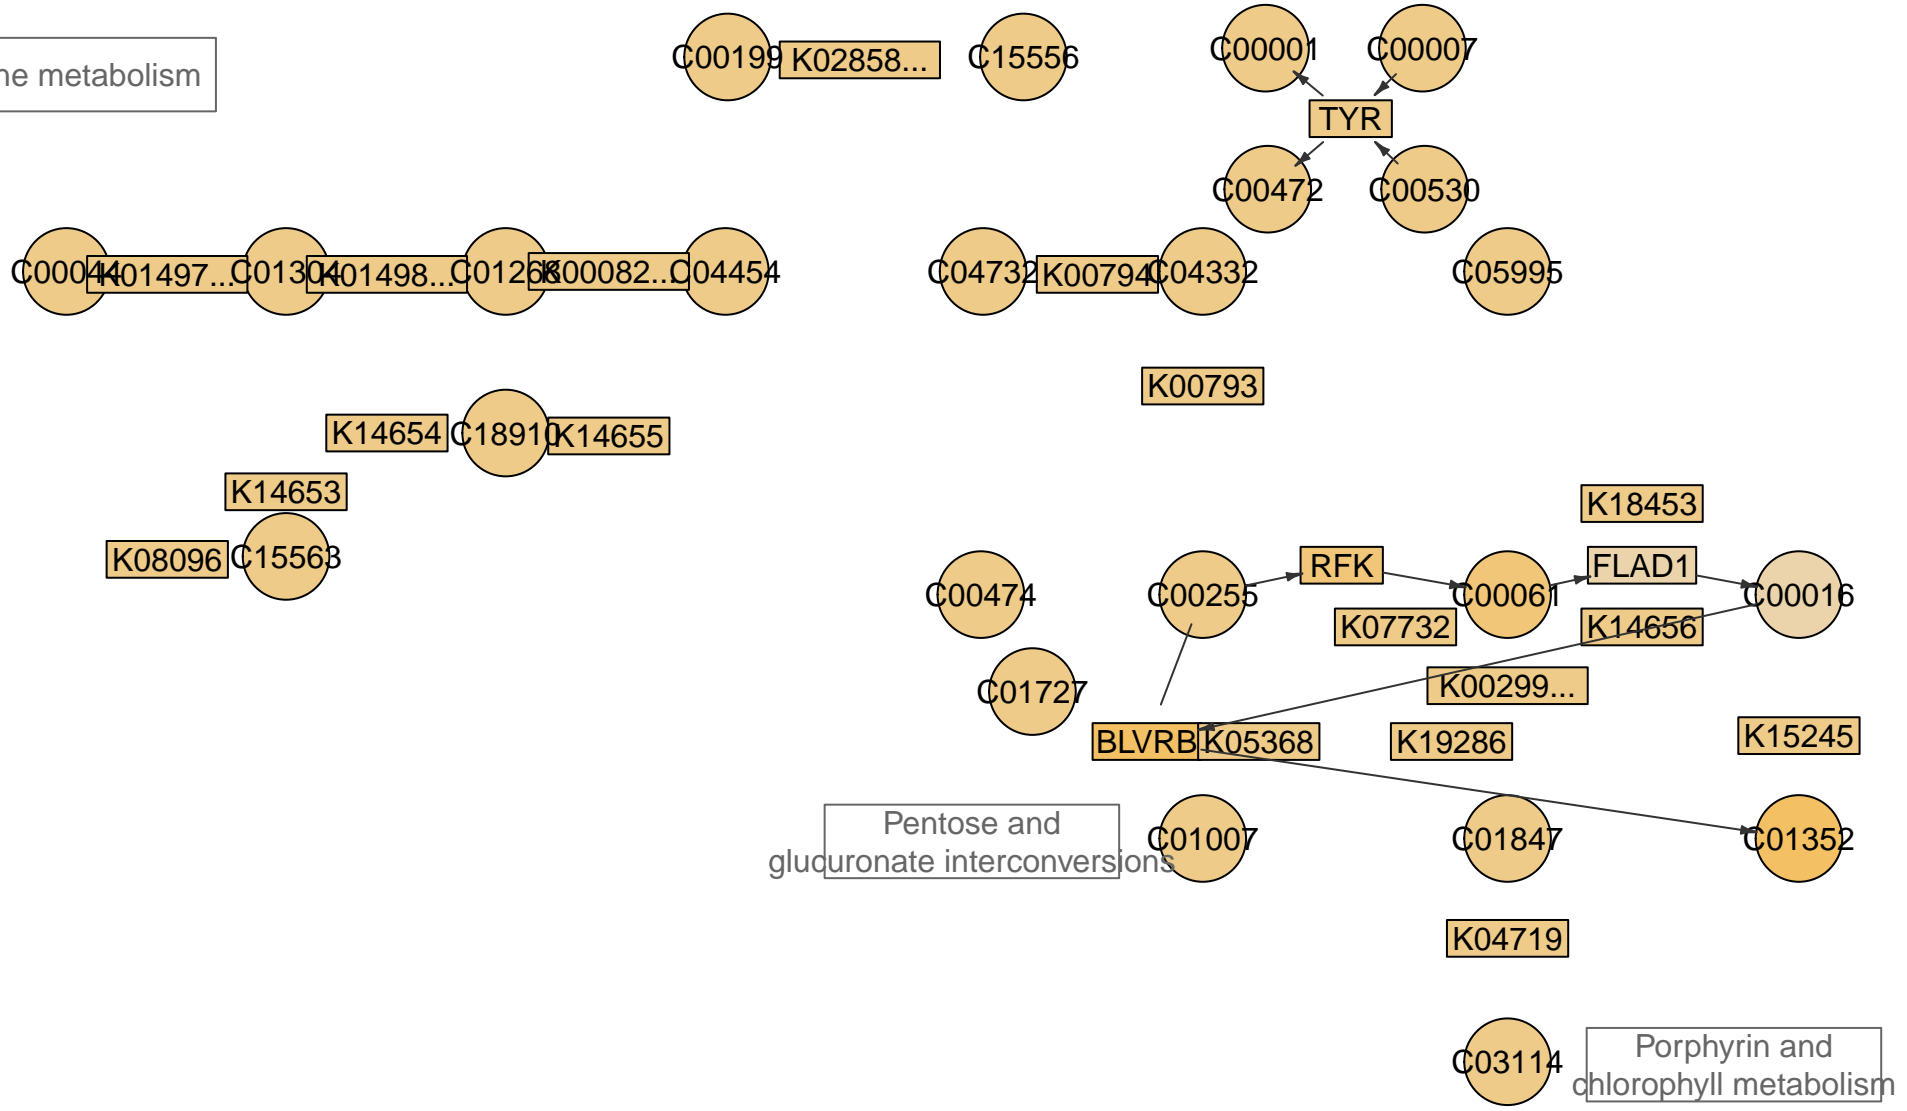 C00199
K02858...
C15556
C00001
C00007
ne metabolism
TYR
C00472
C00530
C00044
K01497...
C01304
K01498...
C01268
K00082...
C04454
C04732
K00794
C04332
C05995
K00793
K14654
C18910
K14655
K14653
K18453
K08096
C15563
C00474
C00255
RFK
C00061
FLAD1
C00016
K07732
K14656
C01727
K00299...
BLVRB
K05368
K19286
K15245
Pentose and
glucuronate interconversions
C01007
C01847
C01352
K04719
C03114
Porphyrin and
chlorophyll metabolism